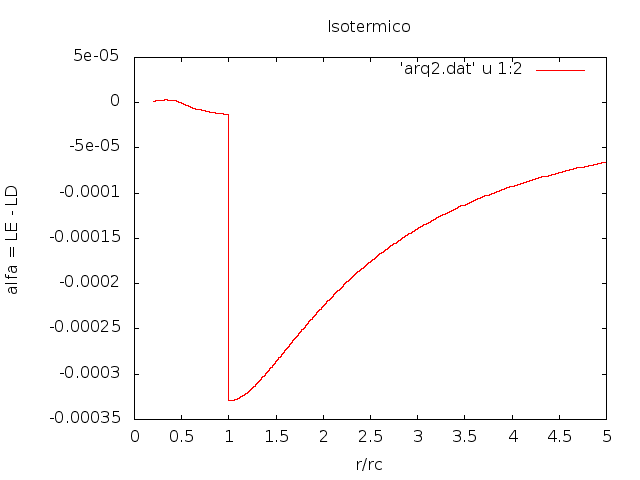 Isotermico
'arq2.dat' u 1:2
5e-05
0
-5e-05
-0.0001
-0.00015
-0.0002
-0.00025
-0.0003
-0.00035
alfa = LE - LD
0 0.5 1 1.5 2 2.5 3 3.5 4 4.5 5
r/rc